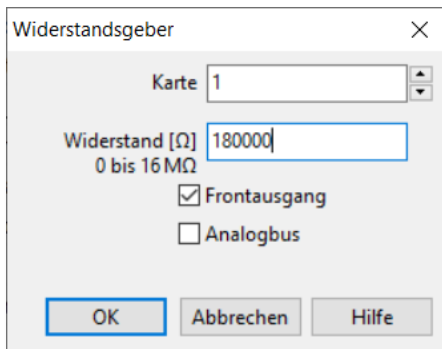 Widerstandsgeber
Karte 1
Widerstand [Ω] 180000
0 bis 16 MΩ
Frontausgang
Analogbus
OK Abbrechen Hilfe